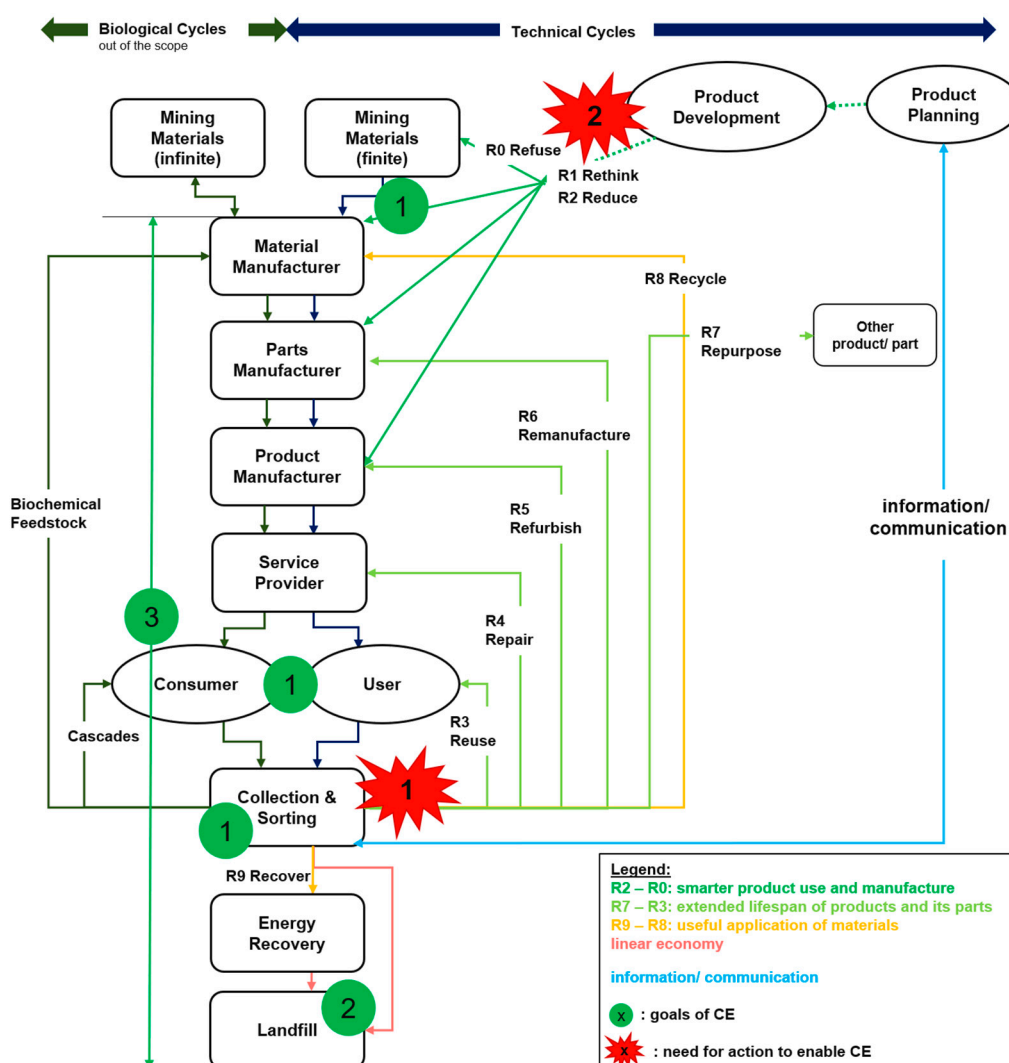 Biological Cycles
out of the scope
Technical Cycles
Mining
Materials
(infinite)
Mining
Materials
(finite)
2
Product
Development
Product
Planning
R0 Refuse
R1 Rethink
R2 Reduce
1
Material
Manufacturer
R8 Recycle
Parts
Manufacturer
R7
Repurpose
Other
product/ part
R6
Remanufacture
Product
Manufacturer
Biochemical
Feedstock
R5
Refurbish
information/
communication
Service
Provider
3
R4
Repair
Consumer
1
User
Cascades
R3
Reuse
Collection &
Sorting
1
1
R9 Recover
Energy
Recovery
2
Landfill
Legend:
R2 – R0: smarter product use and manufacture
R7 – R3: extended lifespan of products and its parts
R9 – R8: useful application of materials
linear economy
information/ communication
x : goals of CE
x : need for action to enable CE